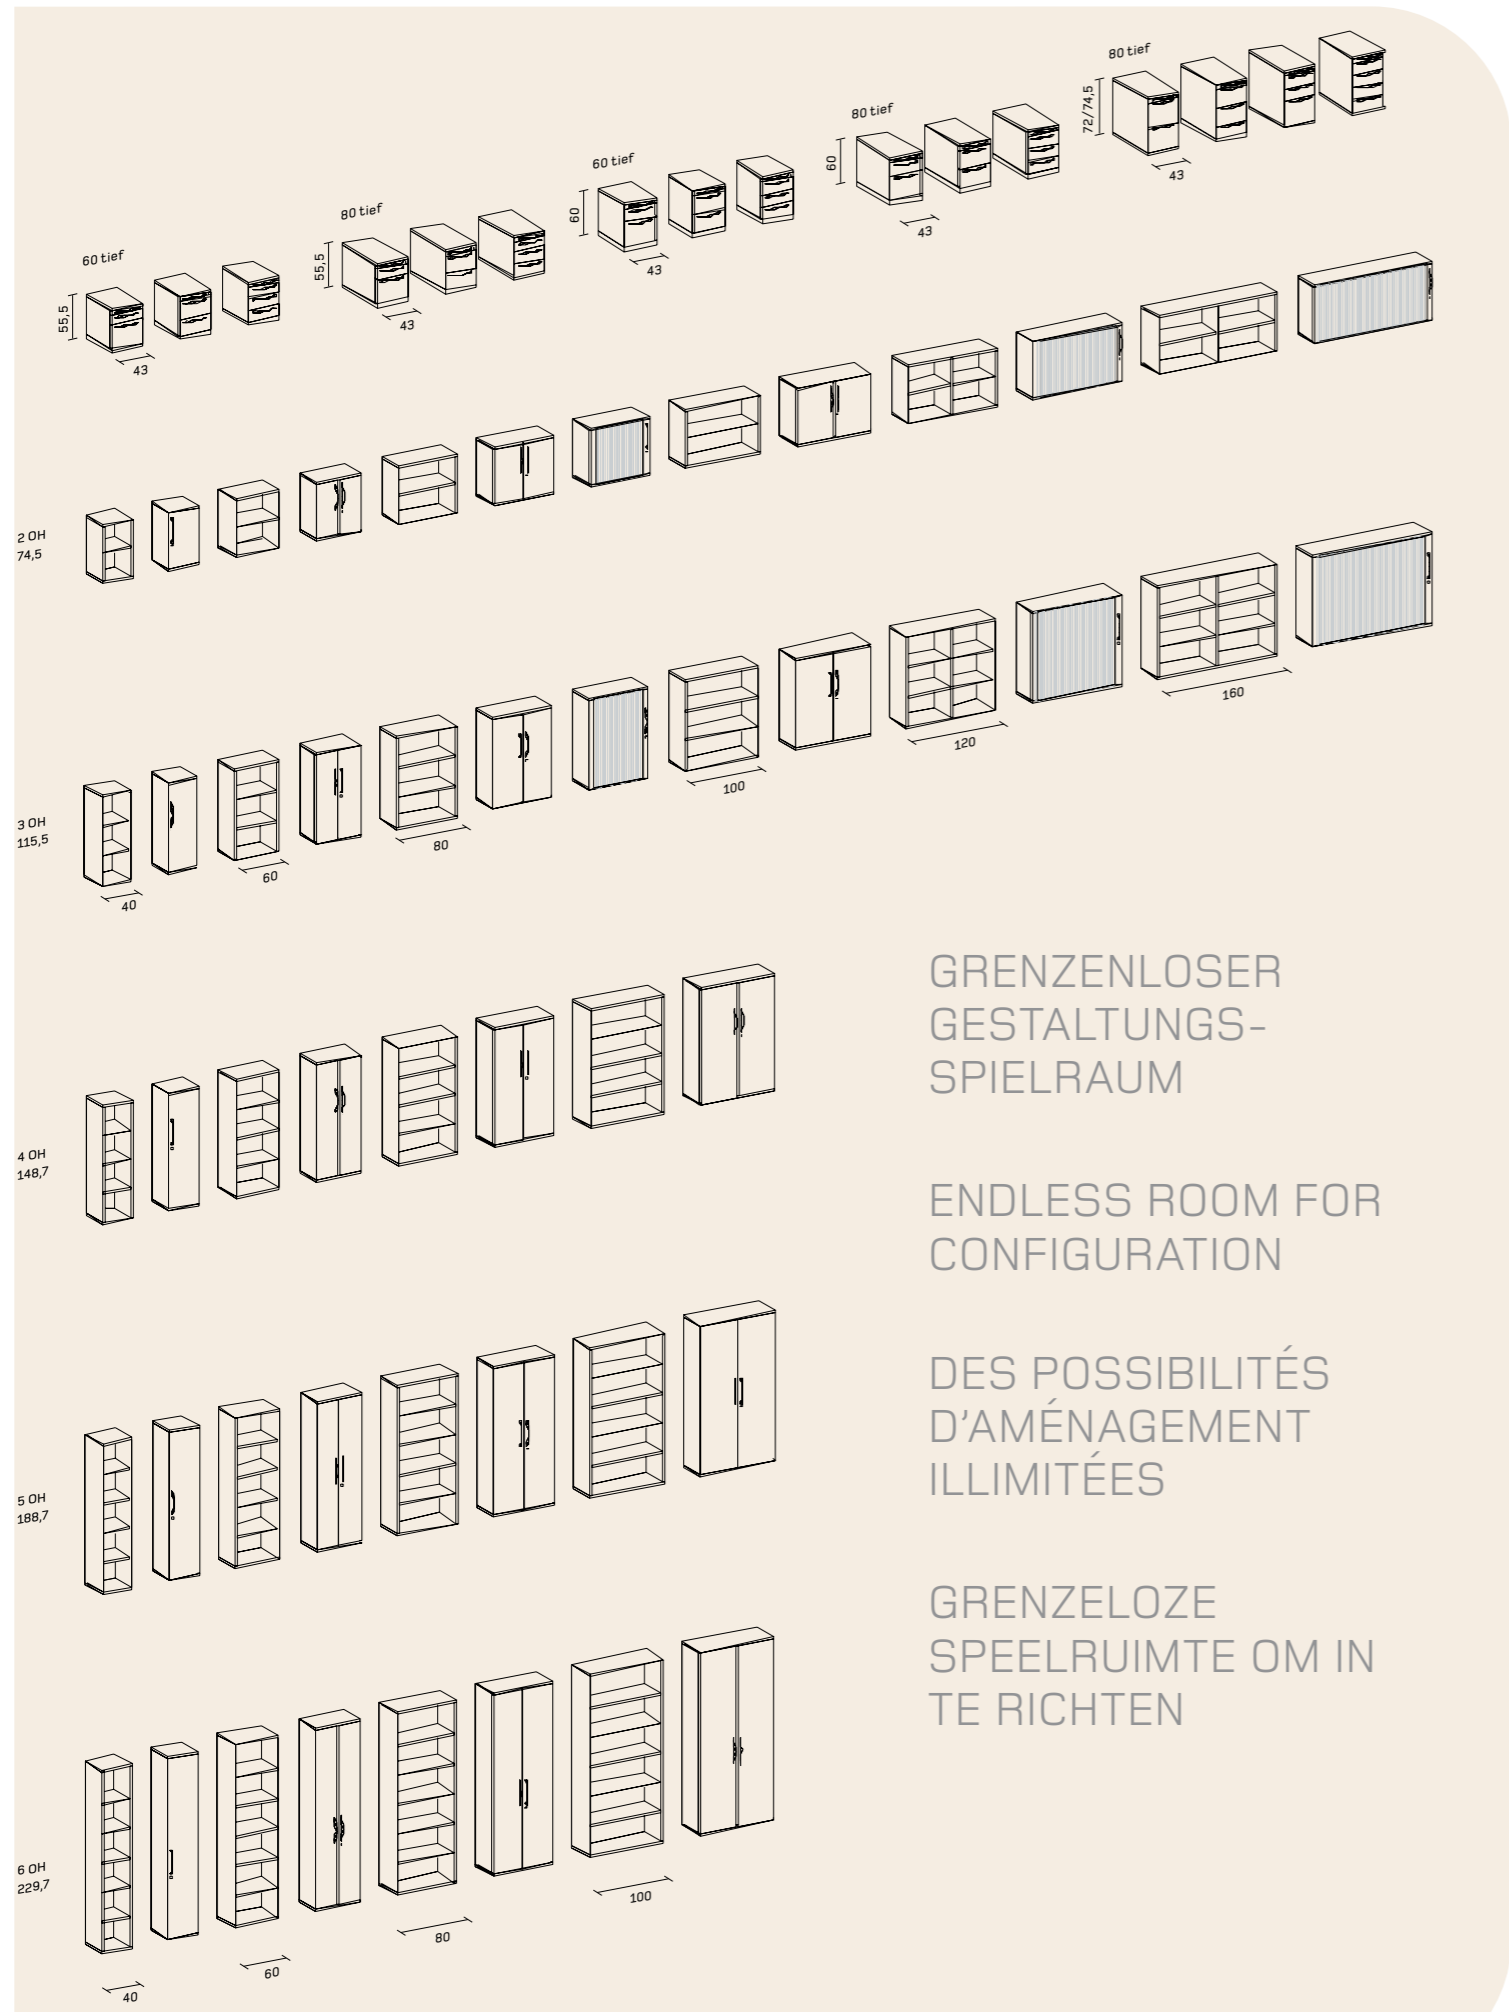 80 tief
72/74,5
43
80 tief
60
43
60 tief
60
43
80 tief
55,5
43
60 tief
55,5
43
2 OH
74,5
3 OH
115,5
40
60
80
100
120
160
GRENZENLOSER
GESTALTUNGS-
SPIELRAUM
4 OH
148,7
ENDLESS ROOM FOR
CONFIGURATION
DES POSSIBILITÉS
D'AMÉNAGEMENT
ILLIMITÉES
5 OH
188,7
GRENZELOZE
SPEELRUIMTE OM IN
TE RICHTEN
6 OH
229,7
40
60
80
100